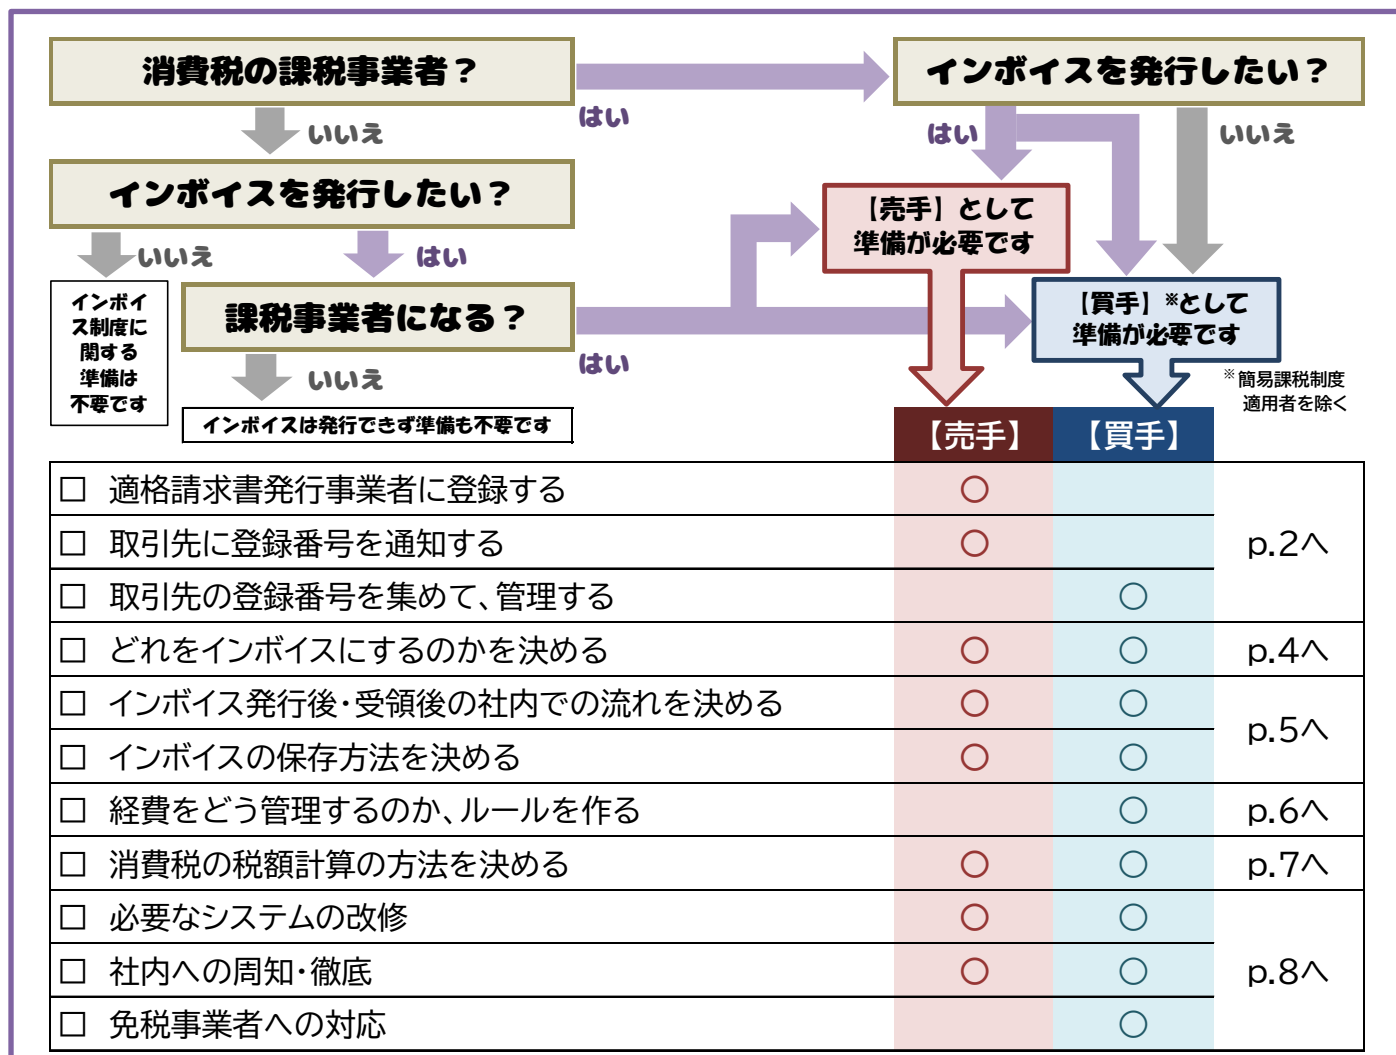 消費税の課税事業者？
はい
インボイスを発行したい？
いいえ
はい
いいえ
インボイスを発行したい？
いいえ
はい
【売手】として
準備が必要です
インボイ
ス制度に
関する
準備は
不要です
課税事業者になる？
はい
【買手】※として
準備が必要です
いいえ
※簡易課税制度
適用者を除く
インボイスは発行できず準備も不要です
【売手】 【買手】
□ 適格請求書発行事業者に登録する ○
□ 取引先に登録番号を通知する ○ p.2へ
□ 取引先の登録番号を集めて、管理する ○
□ どれをインボイスにするのかを決める ○ ○ p.4へ
□ インボイス発行後・受領後の社内での流れを決める ○ ○
p.5へ
□ インボイスの保存方法を決める ○ ○
□ 経費をどう管理するのか、ルールを作る ○ p.6へ
□ 消費税の税額計算の方法を決める ○ ○ p.7へ
□ 必要なシステムの改修 ○ ○
□ 社内への周知・徹底 ○ ○ p.8へ
□ 免税事業者への対応 ○